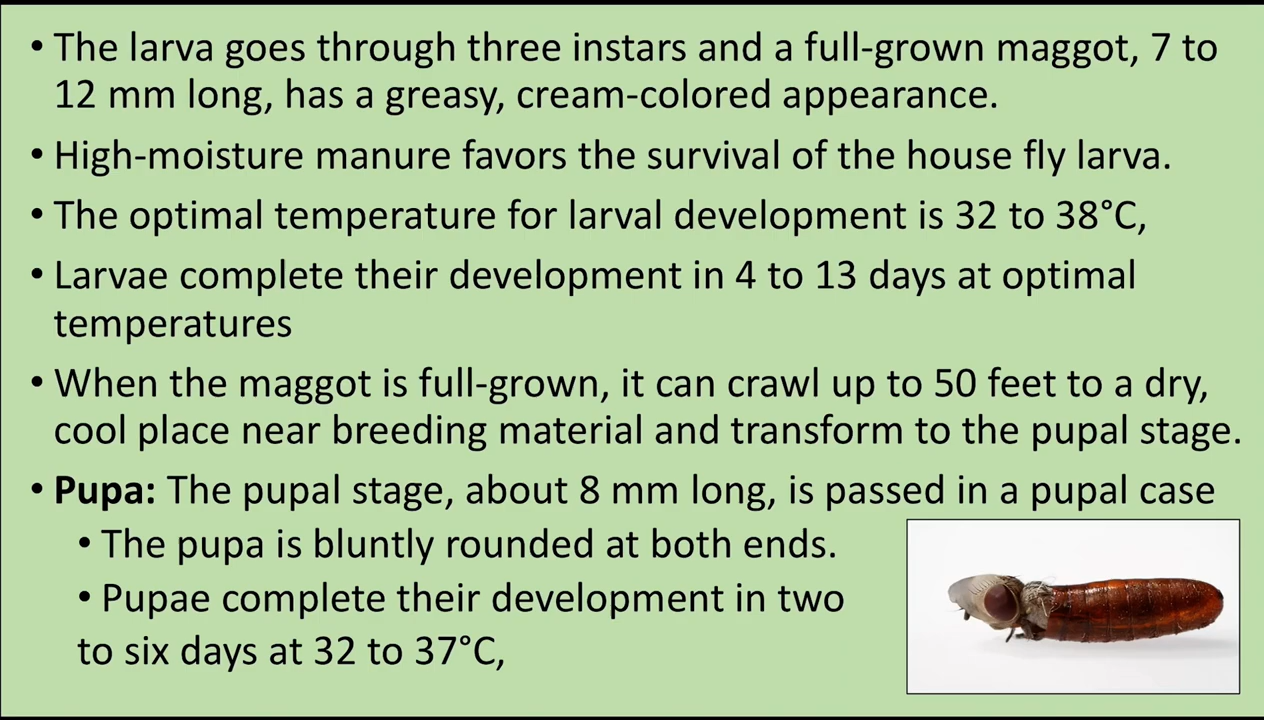 • The larva goes through three instars and a full-grown maggot, 7 to
12 mm long, has a greasy, cream-colored appearance.
• High-moisture manure favors the survival of the house fly larva.
• The optimal temperature for larval development is 32 to 38°C,
• Larvae complete their development in 4 to 13 days at optimal
temperatures
• When the maggot is full-grown, it can crawl up to 50 feet to a dry,
cool place near breeding material and transform to the pupal stage.
• Pupa: The pupal stage, about 8 mm long, is passed in a pupal case
• The pupa is bluntly rounded at both ends.
• Pupae complete their development in two
to six days at 32 to 37°C,